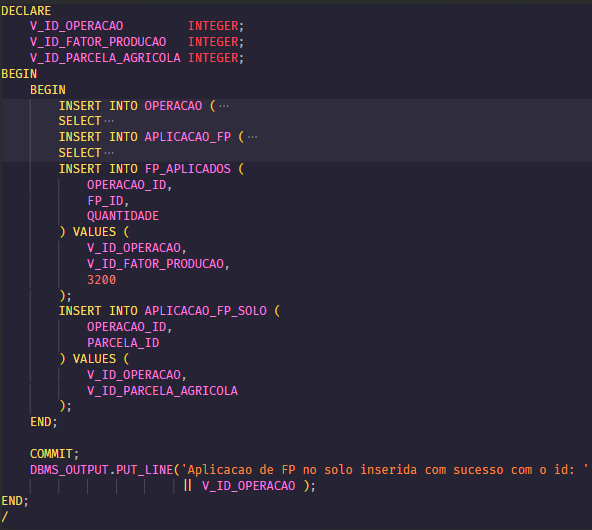 DECLARE
V_ID_OPERACAO INTEGER;
V_ID_FATOR_PRODUCAO INTEGER;
V_ID_PARCELA_AGRICOLA INTEGER;
BEGIN
BEGIN
INSERT INTO OPERACAO (···
SELECT···
INSERT INTO APLICACAO_FP (···
SELECT···
INSERT INTO FP_APLICADOS (
OPERACAO_ID,
FP_ID,
QUANTIDADE
) VALUES (
V_ID_OPERACAO,
V_ID_FATOR_PRODUCAO,
3200
);
INSERT INTO APLICACAO_FP_SOLO (
OPERACAO_ID,
PARCELA_ID
) VALUES (
V_ID_OPERACAO,
V_ID_PARCELA_AGRICOLA
);
END;
COMMIT;
DBMS_OUTPUT.PUT_LINE('Aplicacao de FP no solo inserida com sucesso com o id: '
|| V_ID_OPERACAO );
END;
/